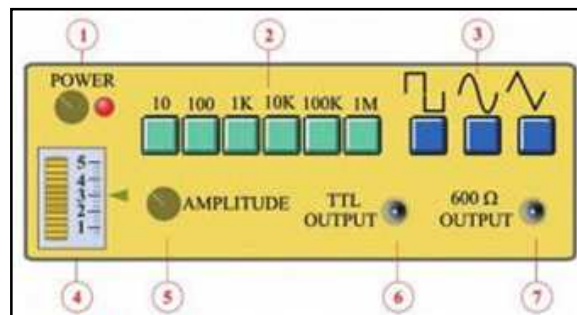 1 2 3
POWER
10 100 1K 10K 100K 1M
5
4
3
2
1
AMPLITUDE
TTL
OUTPUT
600 Ω
OUTPUT
4 5 6 7